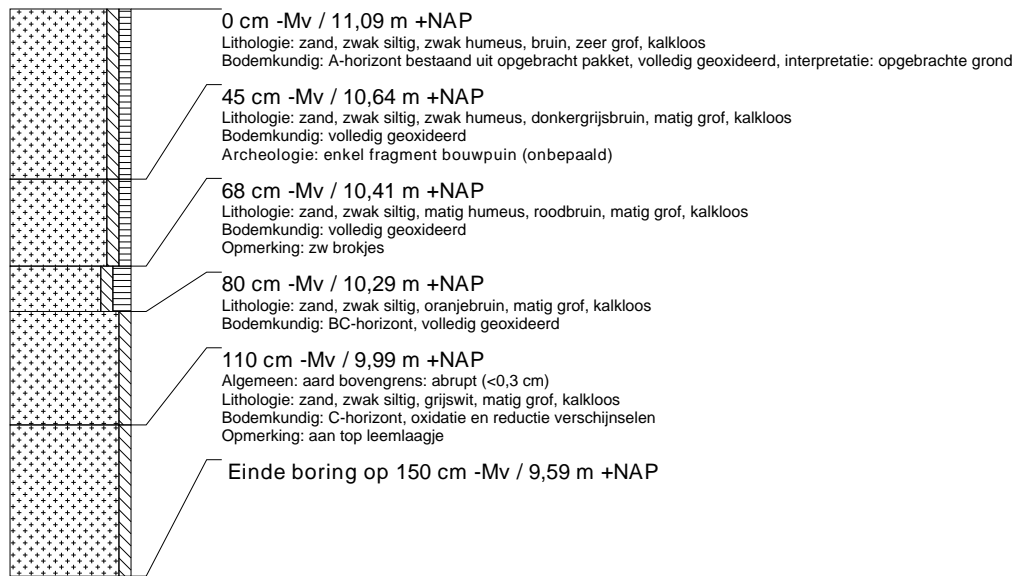 0 cm -Mv / 11,09 m +NAP
Lithologie: zand, zwak siltig, zwak humeus, bruin, zeer grof, kalkloos
Bodemkundig: A-horizont bestaand uit opgebracht pakket, volledig geoxideerd, interpretatie: opgebrachte grond
45 cm -Mv / 10,64 m +NAP
Lithologie: zand, zwak siltig, zwak humeus, donkergrijsbruin, matig grof, kalkloos
Bodemkundig: volledig geoxideerd
Archeologie: enkel fragment bouwpuin (onbepaald)
68 cm -Mv / 10,41 m +NAP
Lithologie: zand, zwak siltig, matig humeus, roodbruin, matig grof, kalkloos
Bodemkundig: volledig geoxideerd
Opmerking: zw brokjes
80 cm -Mv / 10,29 m +NAP
Lithologie: zand, zwak siltig, oranjebruin, matig grof, kalkloos
Bodemkundig: BC-horizont, volledig geoxideerd
110 cm -Mv / 9,99 m +NAP
Algemeen: aard bovengrens: abrupt (<0,3 cm)
Lithologie: zand, zwak siltig, grijswit, matig grof, kalkloos
Bodemkundig: C-horizont, oxidatie en reductie verschijnselen
Opmerking: aan top leemlaagje
Einde boring op 150 cm -Mv / 9,59 m +NAP